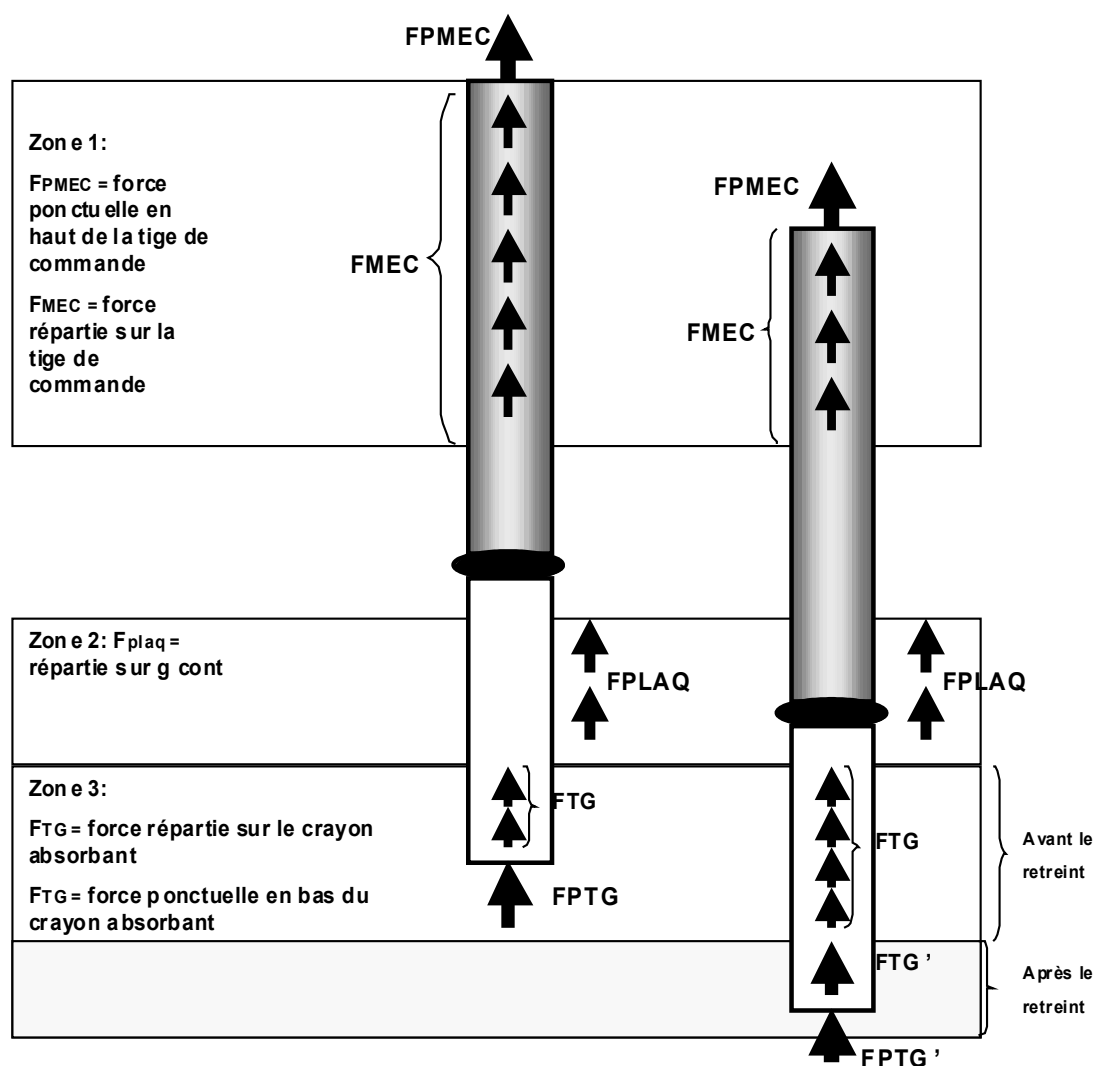 FPMEC
Zone 1:
FPMEC = force
ponctuelle en
haut de la tige de
commande
FMEC = force
répartie sur la
tige de
commande
FMEC
FPMEC
FMEC
Zone 2: Fplaq =
répartie sur g cont
FPLAQ
FPLAQ
Zone 3:
FTG = force répartie sur le crayon
absorbant
FTG = force ponctuelle en bas du
crayon absorbant
FTG
FPTG
FTG
Avant le
retreint
FTG '
Après le
retreint
FPTG '